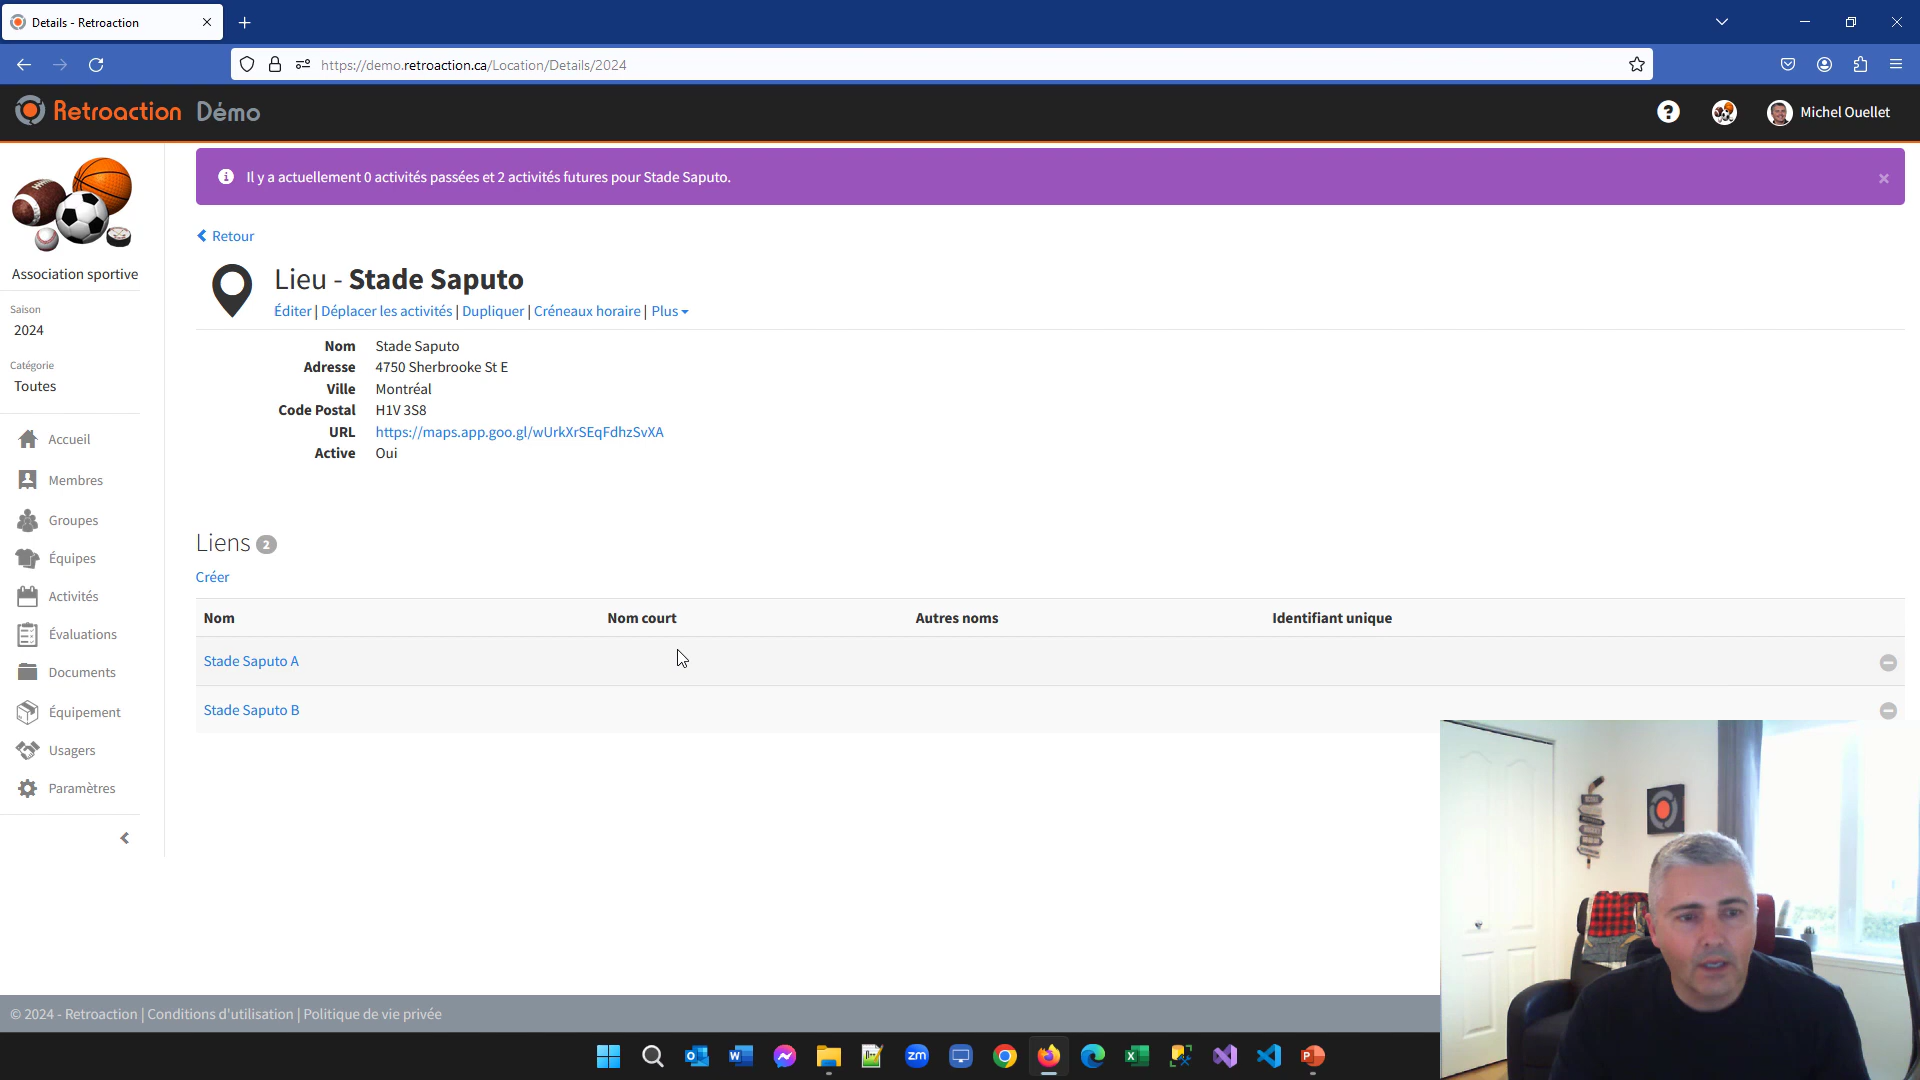 Details - Retroaction
https://demo.retroaction.ca/Location/Details/2024
Retroaction Démo
Michel Ouellet
Il y a actuellement 0 activités passées et 2 activités futures pour Stade Saputo.
Retour
Association sportive
Lieu - Stade Saputo
Éditer | Déplacer les activités | Dupliquer | Créneaux horaire | Plus
Saison
2024
Catégorie
Toutes
Nom Stade Saputo
Adresse 4750 Sherbrooke St E
Ville Montréal
Code Postal H1V 3S8
URL https://maps.app.goo.gl/wUrkXrSEqFdhzSvXA
Active Oui
Accueil
Membres
Groupes
Équipes
Activités
Évaluations
Documents
Équipement
Usagers
Paramètres
Liens 2
Créer
Nom Nom court Autres noms Identifiant unique
Stade Saputo A
Stade Saputo B
© 2024 - Retroaction | Conditions d'utilisation | Politique de vie privée